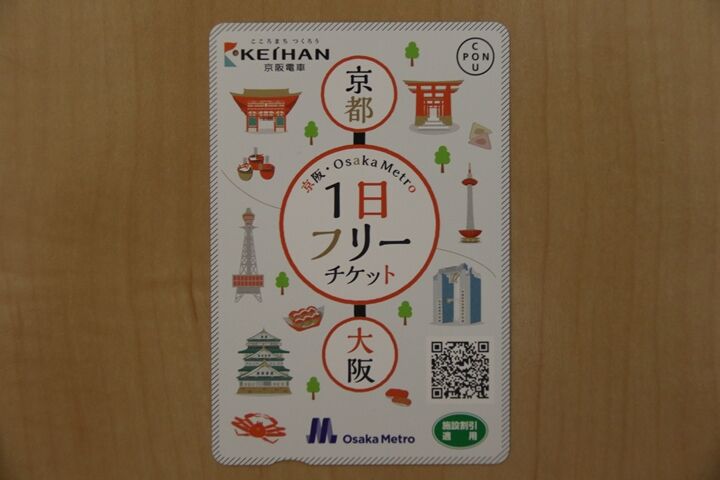 こころまち つくろう
KEIHAN
京阪電車
COUPON
京都
京阪・Osaka Metro
1日
フリー
チケット
大阪
Osaka Metro
施設割引
適用